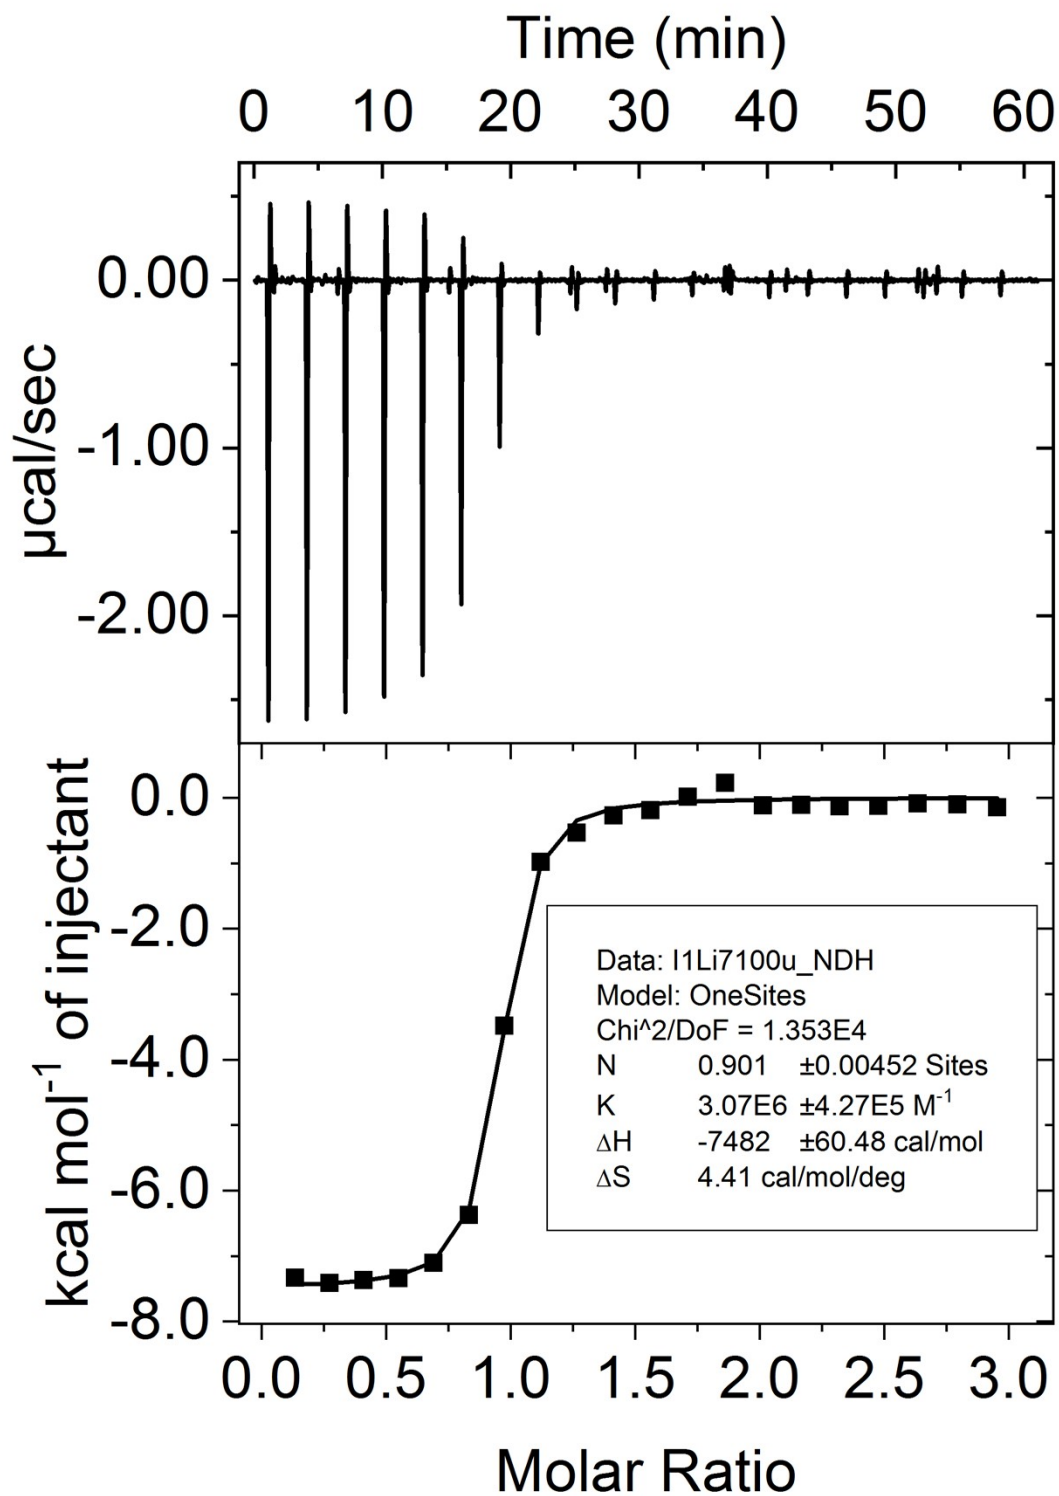 Time (min)
0 10 20 30 40 50 60
0.00
-1.00
-2.00
µcal/sec
0.0
-2.0
-4.0
-6.0
-8.0
kcal mol⁻¹ of injectant
Data: I1Li7100u_NDH
Model: OneSites
Chi^2/DoF = 1.353E4
N 0.901 ±0.00452 Sites
K 3.07E6 ±4.27E5 M⁻¹
ΔH -7482 ±60.48 cal/mol
ΔS 4.41 cal/mol/deg
0.0 0.5 1.0 1.5 2.0 2.5 3.0
Molar Ratio